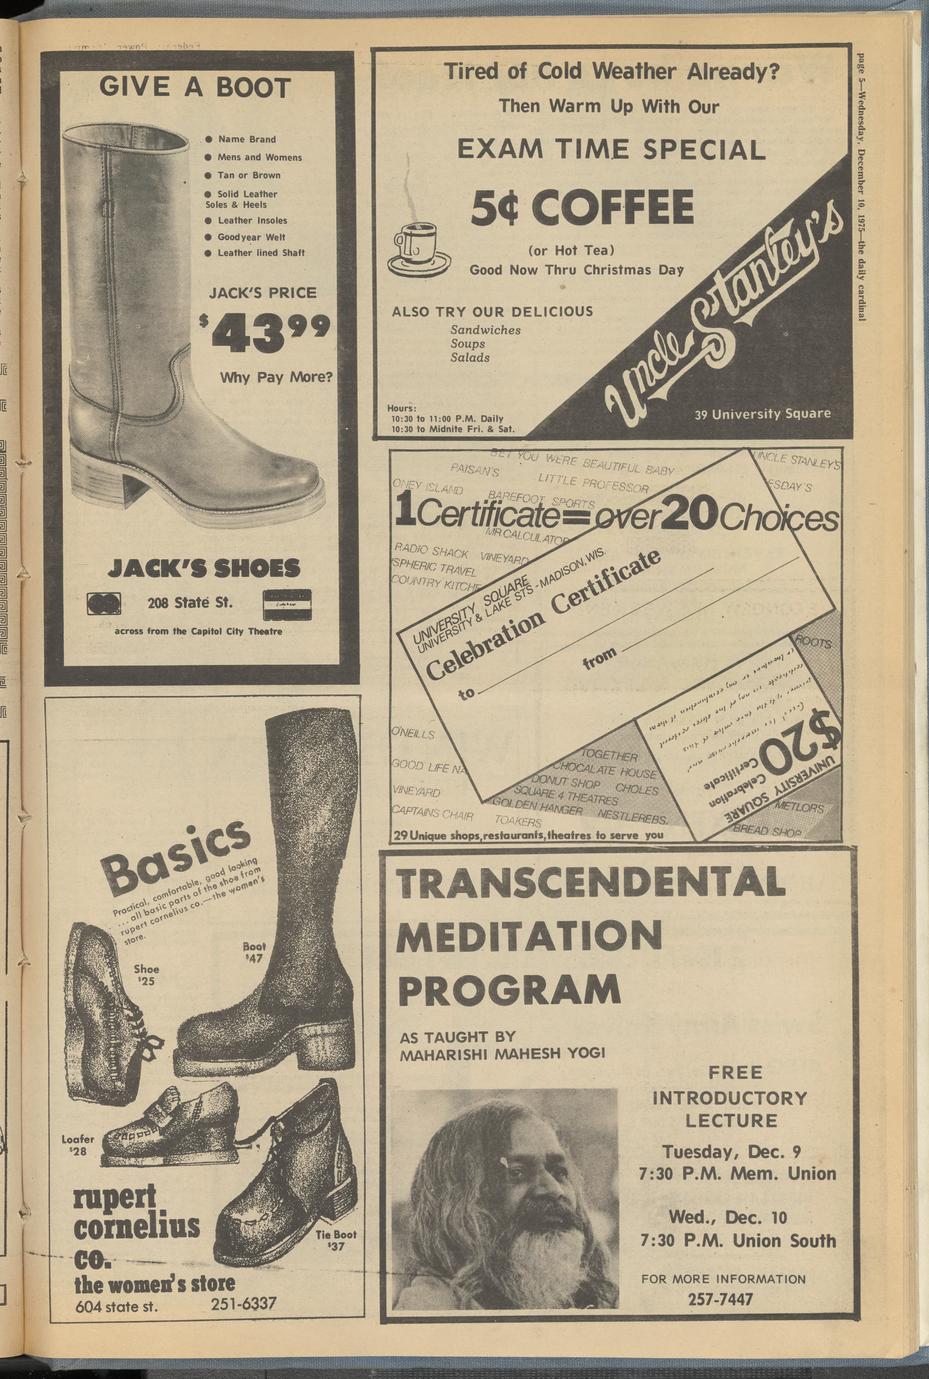 GIVE A BOOT
● Name Brand
● Mens and Womens
● Tan or Brown
● Solid Leather
Soles & Heels
● Leather Insoles
● Goodyear Welt
● Leather lined Shaft
JACK'S PRICE
$43 99
Why Pay More?
JACK'S SHOES
208 State St.
across from the Capitol City Theatre
Basics
Practical, comfortable, good looking
... all basic parts of the shoe from
rupert cornelius co.—the women's
store.
Boot
$47
Shoe
$25
Loafer
$28
Tie Boot
$37
rupert
cornelius
co.
the women's store
604 state st. 251-6337
Tired of Cold Weather Already?
Then Warm Up With Our
EXAM TIME SPECIAL
5¢ COFFEE
(or Hot Tea)
Good Now Thru Christmas Day
ALSO TRY OUR DELICIOUS
Sandwiches
Soups
Salads
Hours:
10:30 to 11:00 P.M. Daily
10:30 to Midnite Fri. & Sat.
Uncle Stanley's
39 University Square
page 5—Wednesday, December 10, 1975—the daily cardinal
BET YOU WERE BEAUTIFUL BABY
UNCLE STANLEY'S
PAISAN'S
LITTLE PROFESSOR
ONEY ISLAND
BAREFOOT SPORTS
ESDAY'S
1 Certificate = over 20 Choices
MR CALCULATOR
RADIO SHACK VINEYARD
SPHERIC TRAVEL
COUNTRY KITCHE
UNIVERSITY SQUARE
UNIVERSITY & LAKE STS - MADISON, WIS.
Celebration Certificate
to
from
ROOTS
$20
UNIVERSITY SQUARE
Celebration
Certificate
O'NEILLS
GOOD LIFE NA
VINEYARD
CAPTAINS CHAIR
TOGETHER
CHOCALATE HOUSE
DONUT SHOP CHOLES
SQUARE 4 THEATRES
GOLDEN HANGER NESTLEREBS.
TOAKERS
METLORS
BREAD SHOP
29 Unique shops, restaurants, theatres to serve you
TRANSCENDENTAL
MEDITATION
PROGRAM
AS TAUGHT BY
MAHARISHI MAHESH YOGI
FREE
INTRODUCTORY
LECTURE
Tuesday, Dec. 9
7:30 P.M. Mem. Union
Wed., Dec. 10
7:30 P.M. Union South
FOR MORE INFORMATION
257-7447